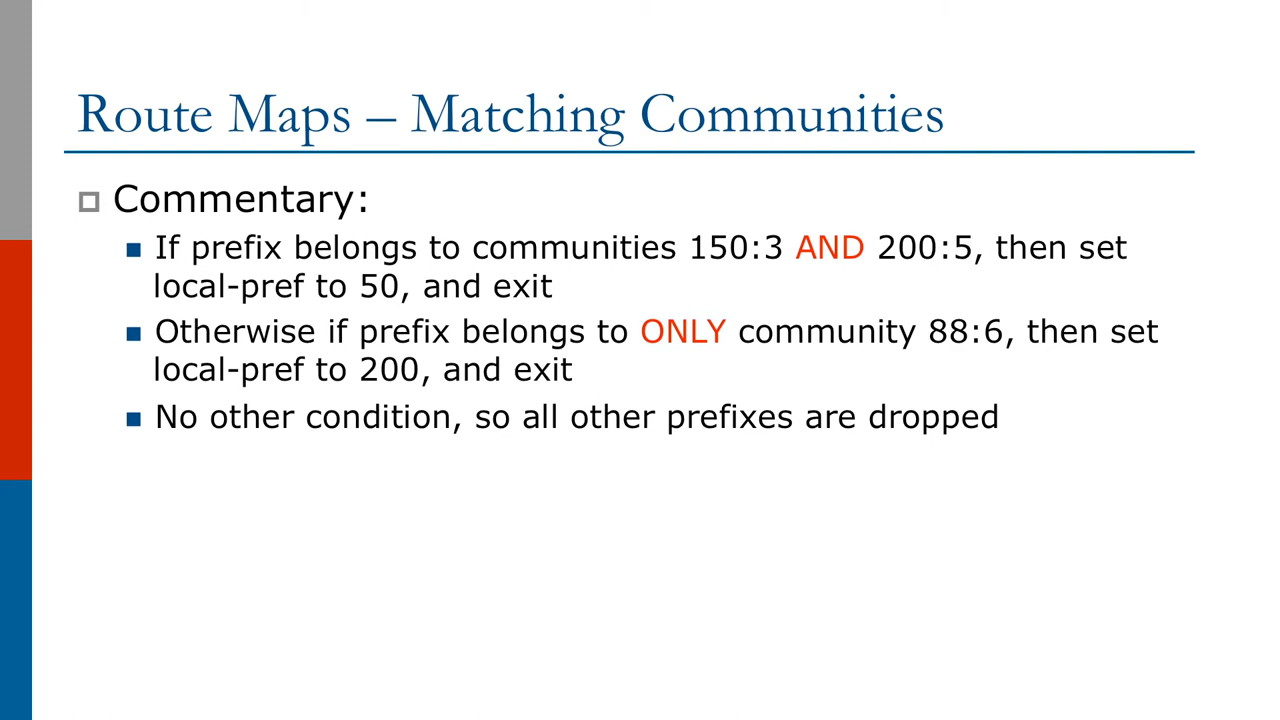 Route Maps – Matching Communities
Commentary:
If prefix belongs to communities 150:3 AND 200:5, then set
local-pref to 50, and exit
Otherwise if prefix belongs to ONLY community 88:6, then set
local-pref to 200, and exit
No other condition, so all other prefixes are dropped